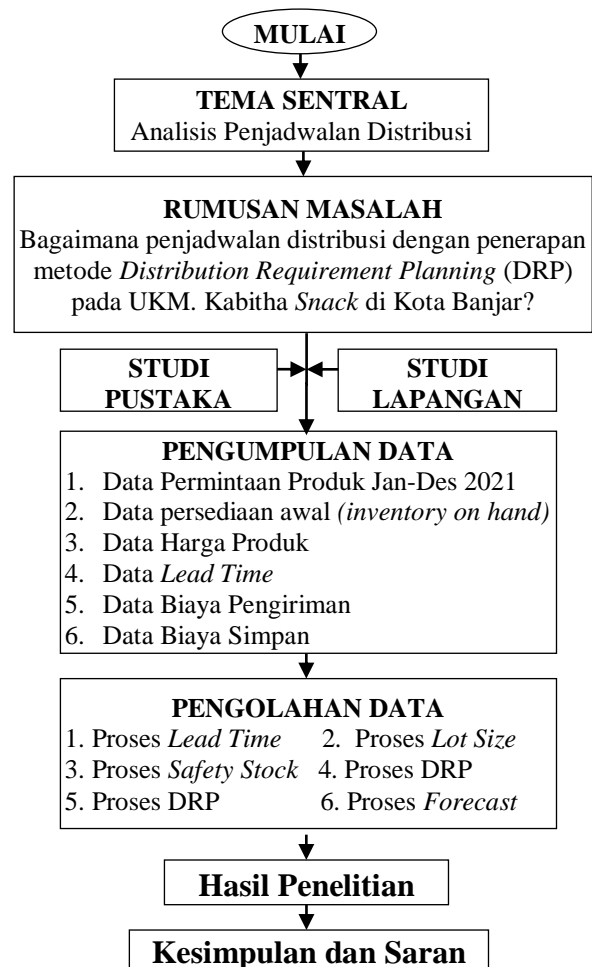 MULAI
TEMA SENTRAL
Analisis Penjadwalan Distribusi
RUMUSAN MASALAH
Bagaimana penjadwalan distribusi dengan penerapan
metode Distribution Requirement Planning (DRP)
pada UKM. Kabitha Snack di Kota Banjar?
STUDI
PUSTAKA
STUDI
LAPANGAN
PENGUMPULAN DATA
1. Data Permintaan Produk Jan-Des 2021
2. Data persediaan awal (inventory on hand)
3. Data Harga Produk
4. Data Lead Time
5. Data Biaya Pengiriman
6. Data Biaya Simpan
PENGOLAHAN DATA
1. Proses Lead Time 2. Proses Lot Size
3. Proses Safety Stock 4. Proses DRP
5. Proses DRP 6. Proses Forecast
Hasil Penelitian
Kesimpulan dan Saran